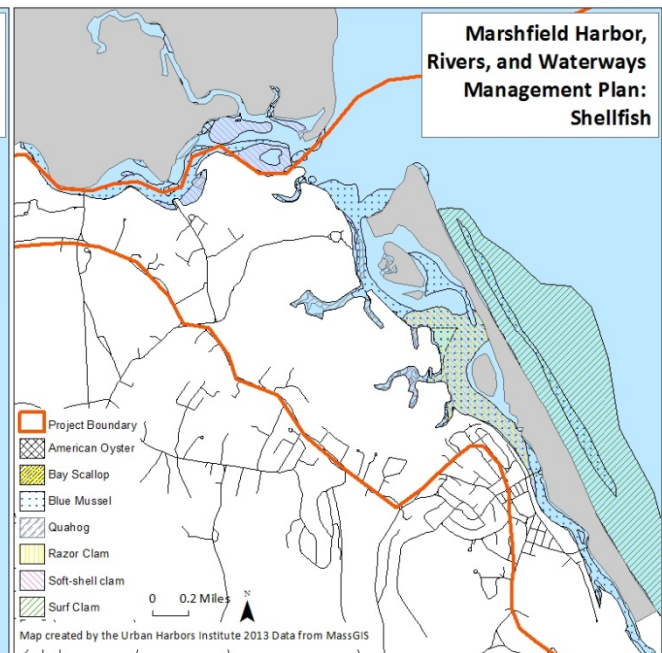 Marshfield Harbor,
Rivers, and Waterways
Management Plan:
Shellfish
Project Boundary
American Oyster
Bay Scallop
Blue Mussel
Quahog
Razor Clam
Soft-shell clam
Surf Clam
0 0.2 Miles
N
Map created by the Urban Harbors Institute 2013 Data from MassGIS